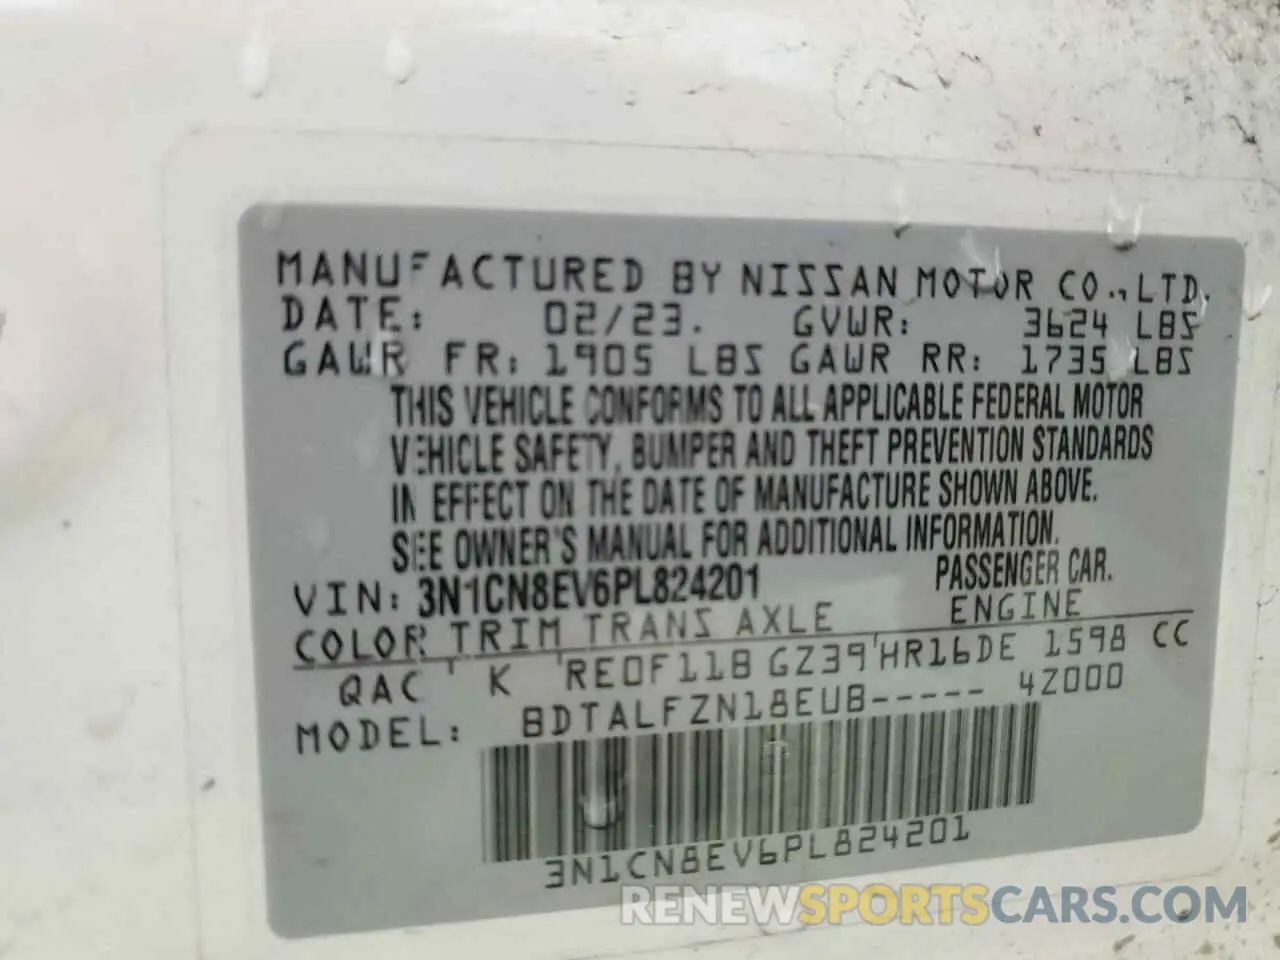 MANUFACTURED BY NISSAN MOTOR CO., LTD.
DATE: 02/23. GVWR: 3624 LBS
GAWR FR: 1905 LBS GAWR RR: 1735 LBS
THIS VEHICLE CONFORMS TO ALL APPLICABLE FEDERAL MOTOR
VEHICLE SAFETY, BUMPER AND THEFT PREVENTION STANDARDS
IN EFFECT ON THE DATE OF MANUFACTURE SHOWN ABOVE.
SEE OWNER'S MANUAL FOR ADDITIONAL INFORMATION.
VIN: 3N1CN8EV6PL824201 PASSENGER CAR.
COLOR TRIM TRANS AXLE ENGINE
QAC K RE0F11B GZ39 HR16DE 1598 CC
MODEL: BDTALFZN18EUB----- 4Z000
3N1CN8EV6PL824201
RENEWSPORTSCARS.COM